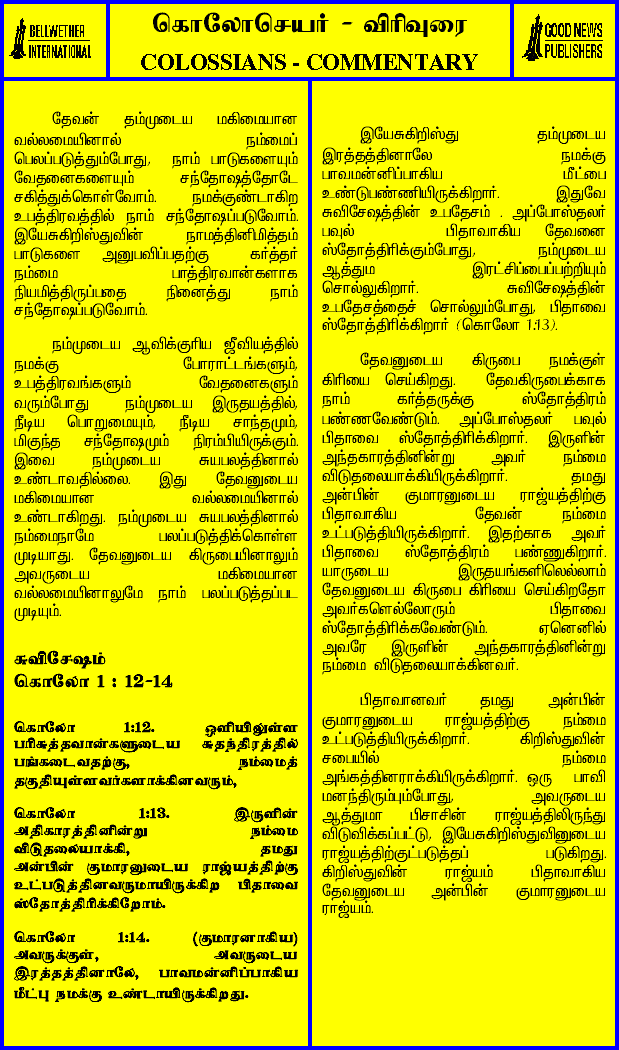 BELLWETHER
INTERNATIONAL
கொலோசெயர் - விரிவுரை
COLOSSIANS - COMMENTARY
GOOD NEWS
PUBLISHERS
தேவன் தம்முடைய மகிமையான
வல்லமையினால் நம்மைப்
பெலப்படுத்தும்போது, நாம் பாடுகளையும்
வேதனைகளையும் சந்தோஷத்தோடே
சகித்துக்கொள்வோம். நமக்குண்டாகிற
உபத்திரவத்தில் நாம் சந்தோஷப்படுவோம்.
இயேசுகிறிஸ்துவின் நாமத்தினிமித்தம்
பாடுகளை அனுபவிப்பதற்கு கர்த்தர்
நம்மை பாத்திரவான்களாக
நியமித்திருப்பதை நினைத்து நாம்
சந்தோஷப்படுவோம்.
நம்முடைய ஆவிக்குரிய ஜீவியத்தில்
நமக்கு போராட்டங்களும்,
உபத்திரவங்களும் வேதனைகளும்
வரும்போது நம்முடைய இருதயத்தில்,
நீடிய பொறுமையும், நீடிய சாந்தமும்,
மிகுந்த சந்தோஷமும் நிரம்பியிருக்கும்.
இவை நம்முடைய சுயபலத்தினால்
உண்டாவதில்லை. இது தேவனுடைய
மகிமையான வல்லமையினால்
உண்டாகிறது. நம்முடைய சுயபலத்தினால்
நம்மைநாமே பலப்படுத்திக்கொள்ள
முடியாது. தேவனுடைய கிருபையினாலும்
அவருடைய மகிமையான
வல்லமையினாலுமே நாம் பலப்படுத்தப்பட
முடியும்.
சுவிசேஷம்
கொலோ 1 : 12-14
கொலோ 1:12. ஒளியிலுள்ள
பரிசுத்தவான்களுடைய சுதந்திரத்தில்
பங்கடைவதற்கு, நம்மைத்
தகுதியுள்ளவர்களாக்கினவரும்,
கொலோ 1:13. இருளின்
அதிகாரத்தினின்று நம்மை
விடுதலையாக்கி, தமது
அன்பின் குமாரனுடைய ராஜ்யத்திற்கு
உட்படுத்தினவருமாயிருக்கிற பிதாவை
ஸ்தோத்திரிக்கிறோம்.
கொலோ 1:14. (குமாரனாகிய)
அவருக்குள், அவருடைய
இரத்தத்தினாலே, பாவமன்னிப்பாகிய
மீட்பு நமக்கு உண்டாயிருக்கிறது.
இயேசுகிறிஸ்து தம்முடைய
இரத்தத்தினாலே நமக்கு
பாவமன்னிப்பாகிய மீட்பை
உண்டுபண்ணியிருக்கிறார். இதுவே
சுவிசேஷத்தின் உபதேசம் . அப்போஸ்தலர்
பவுல் பிதாவாகிய தேவனை
ஸ்தோத்திரிக்கும்போது, நம்முடைய
ஆத்தும இரட்சிப்பைப்பற்றியும்
சொல்லுகிறார். சுவிசேஷத்தின்
உபதேசத்தைச் சொல்லும்போது, பிதாவை
ஸ்தோத்திரிக்கிறார் (கொலோ 1:13).
தேவனுடைய கிருபை நமக்குள்
கிரியை செய்கிறது. தேவகிருபைக்காக
நாம் கர்த்தருக்கு ஸ்தோத்திரம்
பண்ணவேண்டும். அப்போஸ்தலர் பவுல்
பிதாவை ஸ்தோத்திரிக்கிறார். இருளின்
அந்தகாரத்தினின்று அவர் நம்மை
விடுதலையாக்கியிருக்கிறார். தமது
அன்பின் குமாரனுடைய ராஜ்யத்திற்கு
பிதாவாகிய தேவன் நம்மை
உட்படுத்தியிருக்கிறார். இதற்காக அவர்
பிதாவை ஸ்தோத்திரம் பண்ணுகிறார்.
யாருடைய இருதயங்களிலெல்லாம்
தேவனுடைய கிருபை கிரியை செய்கிறதோ
அவர்களெல்லோரும் பிதாவை
ஸ்தோத்திரிக்கவேண்டும். ஏனெனில்
அவரே இருளின் அந்தகாரத்தினின்று
நம்மை விடுதலையாக்கினவர்.
பிதாவானவர் தமது அன்பின்
குமாரனுடைய ராஜ்யத்திற்கு நம்மை
உட்படுத்தியிருக்கிறார். கிறிஸ்துவின்
சபையில் நம்மை
அங்கத்தினராக்கியிருக்கிறார். ஒரு பாவி
மனந்திரும்பும்போது, அவருடைய
ஆத்துமா பிசாசின் ராஜ்யத்திலிருந்து
விடுவிக்கப்பட்டு, இயேசுகிறிஸ்துவினுடைய
ராஜ்யத்திற்குட்படுத்தப் படுகிறது.
கிறிஸ்துவின் ராஜ்யம் பிதாவாகிய
தேவனுடைய அன்பின் குமாரனுடைய
ராஜ்யம்.